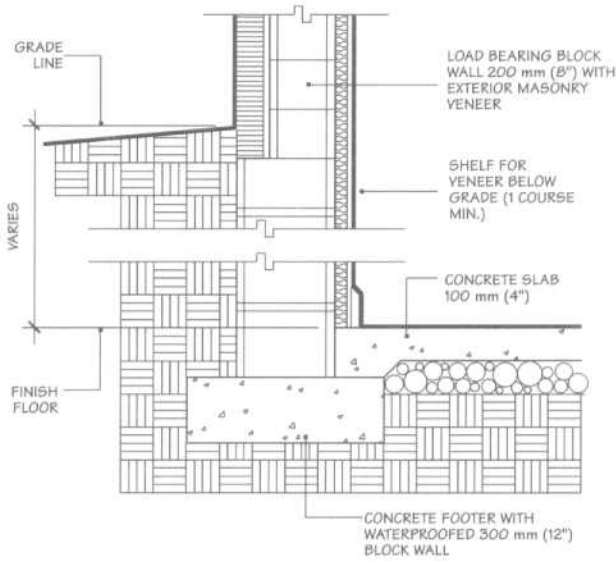 GRADE
LINE
LOAD BEARING BLOCK
WALL 200 mm (8") WITH
EXTERIOR MASONRY
VENEER
SHELF FOR
VENEER BELOW
GRADE (1 COURSE
MIN.)
VARIES
CONCRETE SLAB
100 mm (4")
FINISH
FLOOR
CONCRETE FOOTER WITH
WATERPROOFED 300 mm (12")
BLOCK WALL